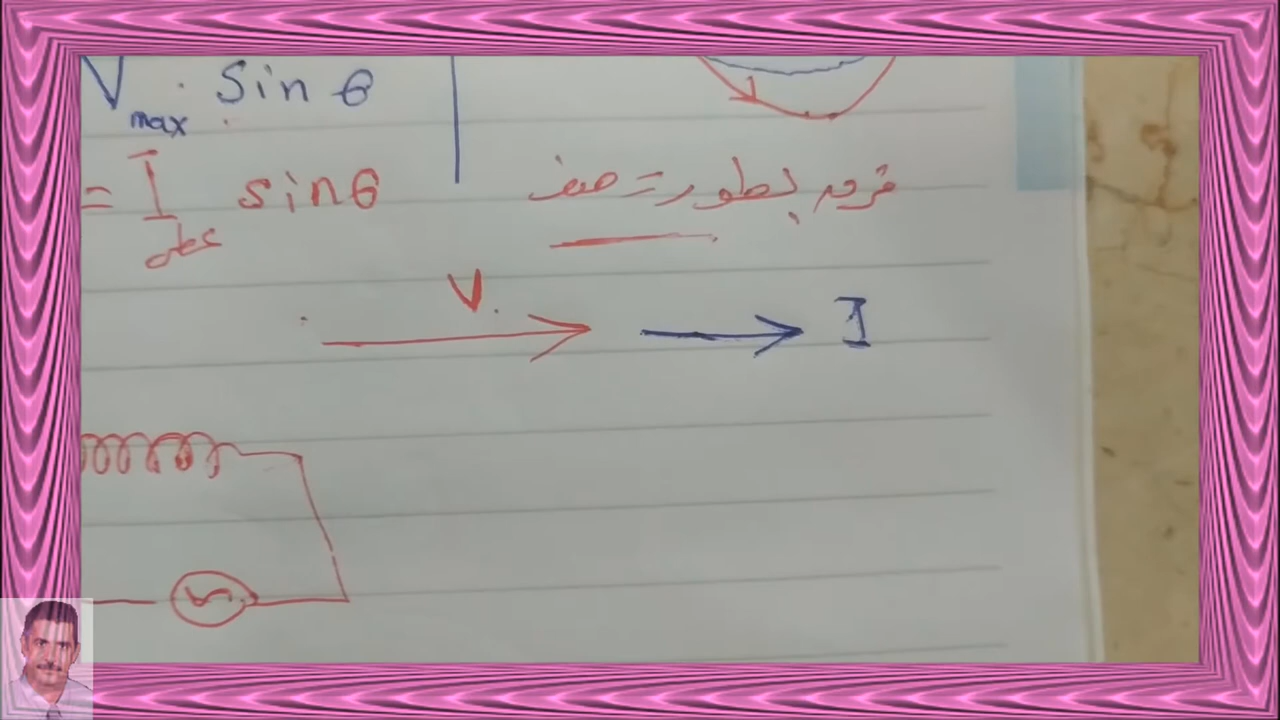 V max Sin θ
= I عظمى sin θ
فرق الطور = صفر
V
I